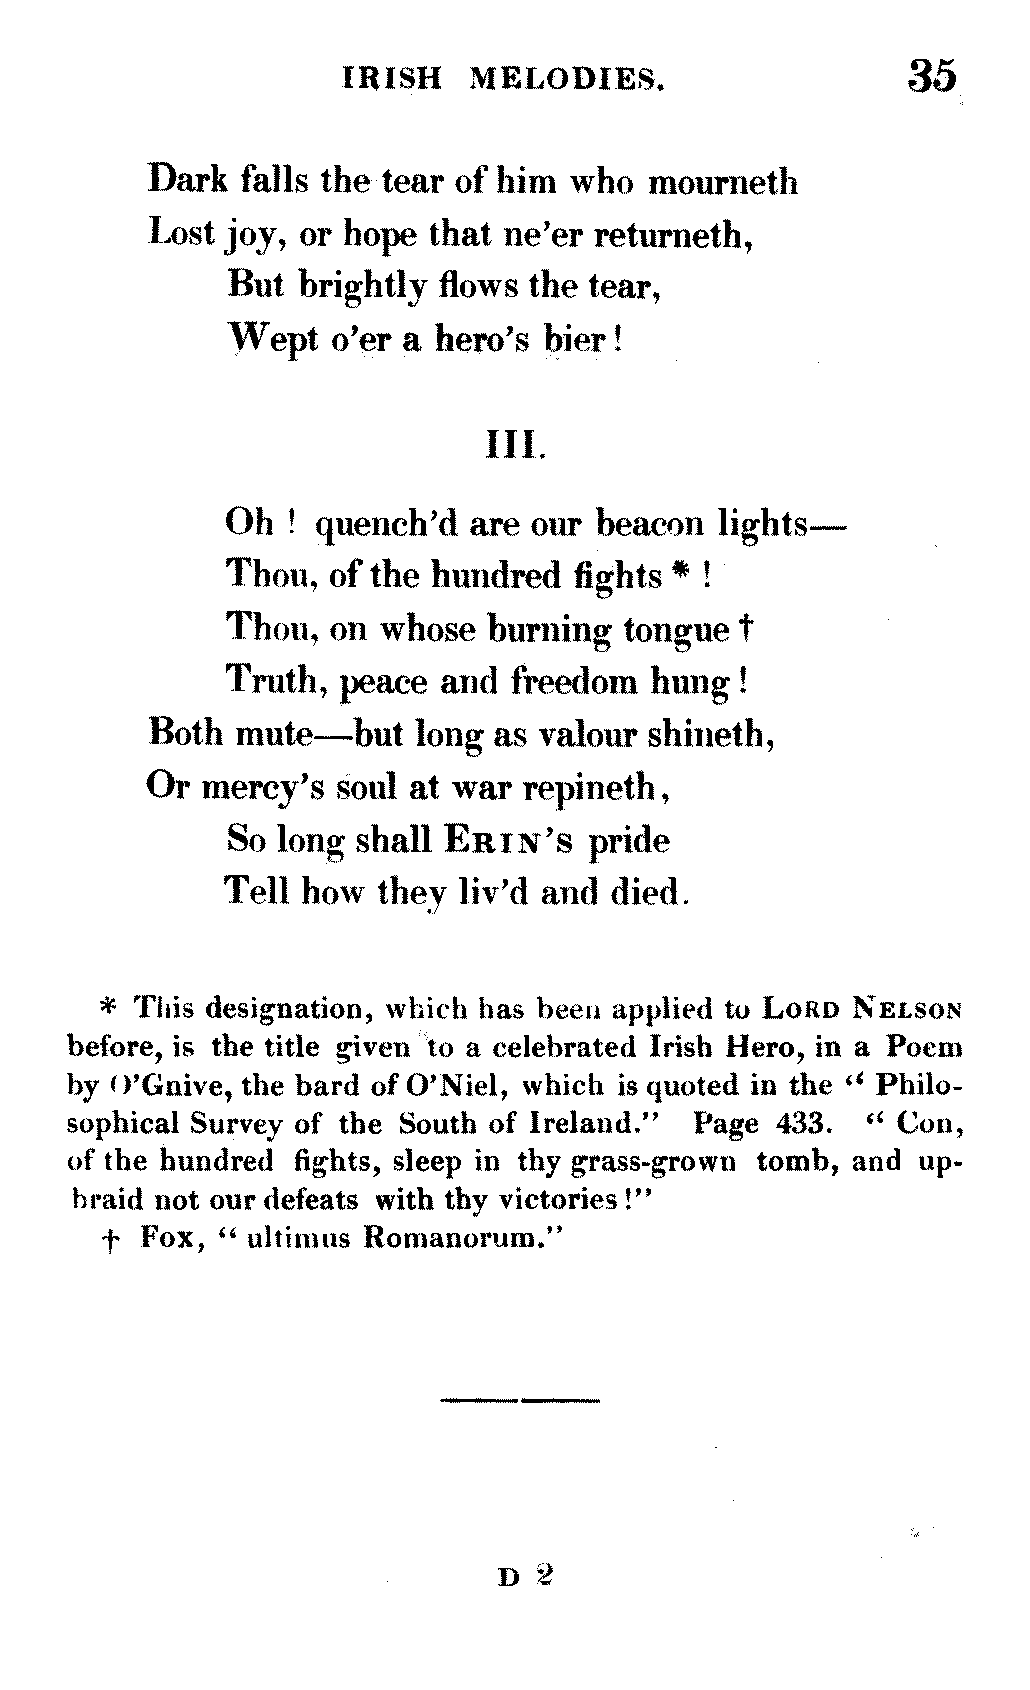 IRISH MELODIES. 35
Dark falls the tear of him who mourneth
Lost joy, or hope that ne'er returneth,
But brightly flows the tear,
Wept o'er a hero's bier!
III.
Oh ! quench'd are our beacon lights—
Thou, of the hundred fights * !
Thou, on whose burning tongue †
Truth, peace and freedom hung!
Both mute—but long as valour shineth,
Or mercy's soul at war repineth,
So long shall ERIN's pride
Tell how they liv'd and died.
* This designation, which has been applied to LORD NELSON
before, is the title given to a celebrated Irish Hero, in a Poem
by O'Gnive, the bard of O'Niel, which is quoted in the “ Philo-
sophical Survey of the South of Ireland.” Page 433. “ Con,
of the hundred fights, sleep in thy grass-grown tomb, and up-
braid not our defeats with thy victories!”
† Fox, “ ultimus Romanorum.”
D 2